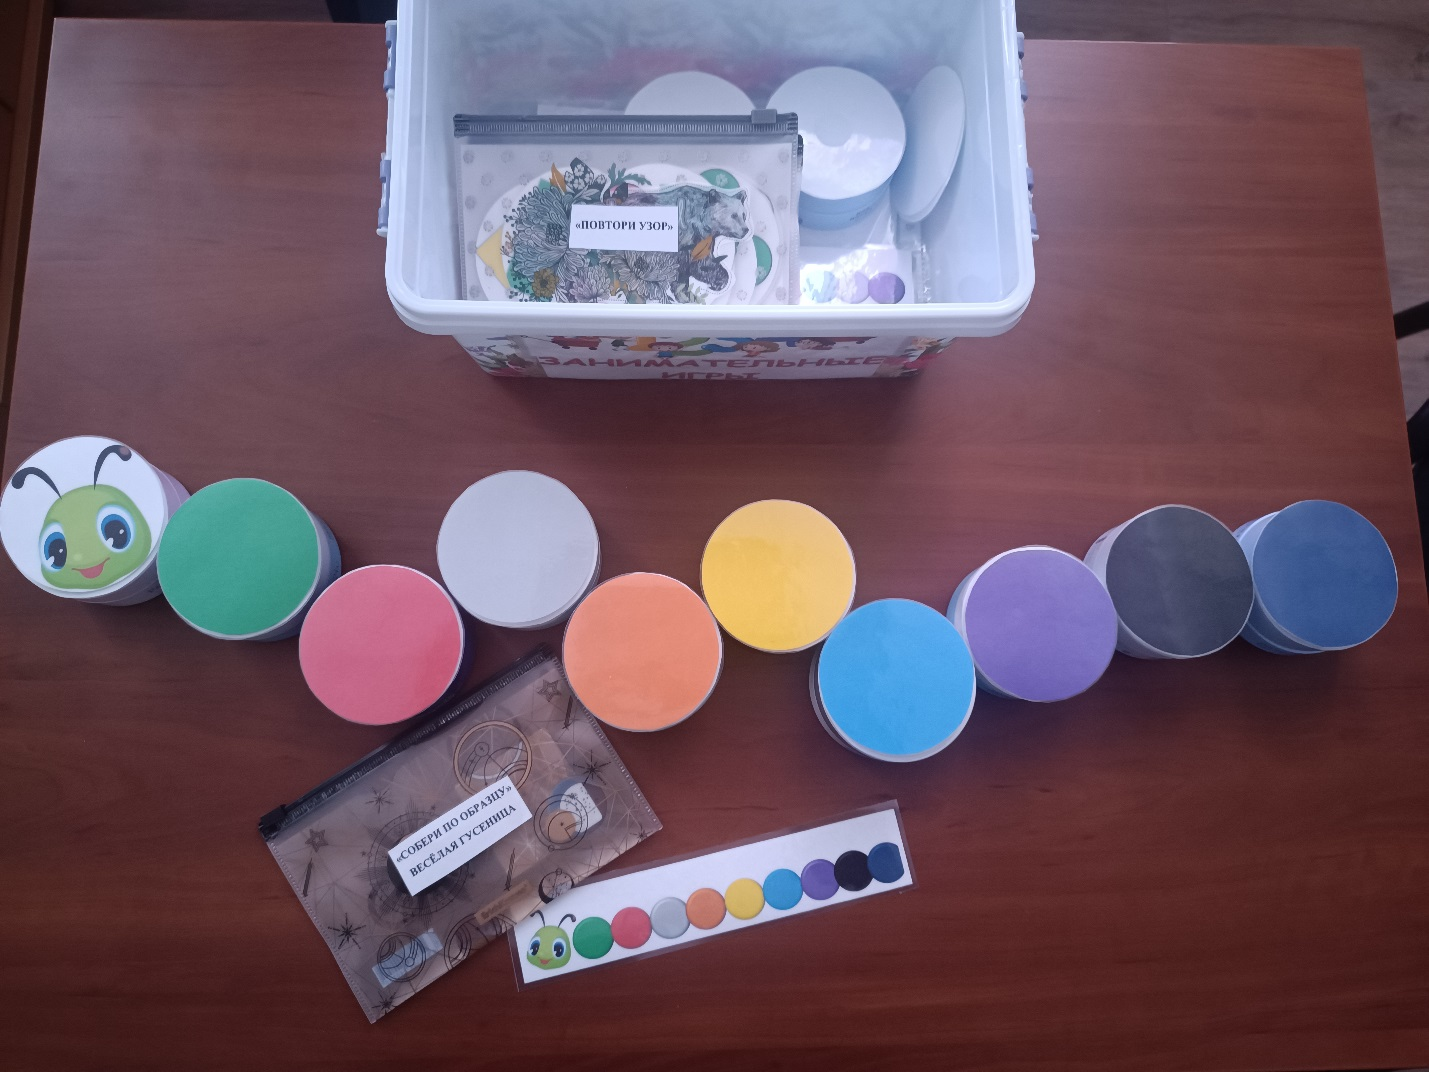 «ПОВТОРИ УЗОР»
ЗАНИМАТЕЛЬНЫЕ
ИГРЫ
«СОБЕРИ ПО ОБРАЗЦУ»
ВЕСЁЛАЯ ГУСЕНИЦА